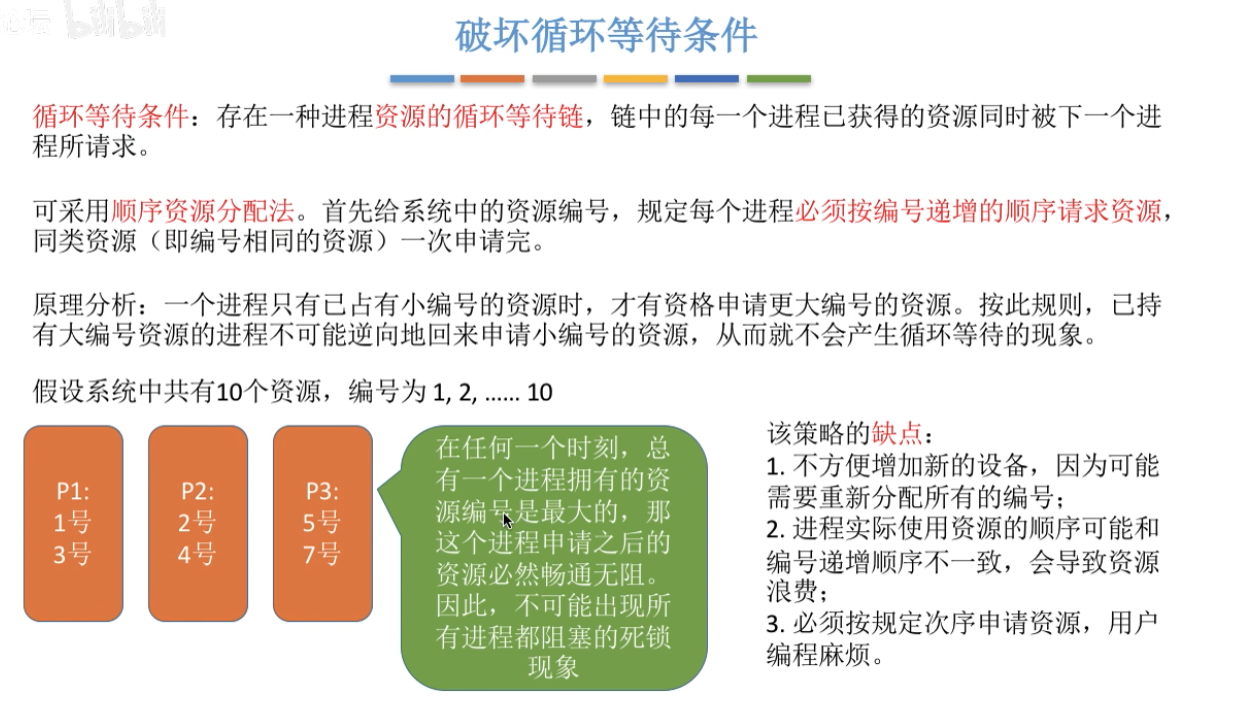 论坛 bilibili
破坏循环等待条件
循环等待条件：存在一种进程资源的循环等待链，链中的每一个进程已获得的资源同时被下一个进
程所请求。
可采用顺序资源分配法。首先给系统中的资源编号，规定每个进程必须按编号递增的顺序请求资源，
同类资源（即编号相同的资源）一次申请完。
原理分析：一个进程只有已占有小编号的资源时，才有资格申请更大编号的资源。按此规则，已持
有大编号资源的进程不可能逆向地回来申请小编号的资源，从而就不会产生循环等待的现象。
假设系统中共有10个资源，编号为 1, 2, …… 10
P1:
1号
3号
P2:
2号
4号
P3:
5号
7号
在任何一个时刻，总
有一个进程拥有的资
源编号是最大的，那
这个进程申请之后的
资源必然畅通无阻。
因此，不可能出现所
有进程都阻塞的死锁
现象
该策略的缺点：
1. 不方便增加新的设备，因为可能
需要重新分配所有的编号；
2. 进程实际使用资源的顺序可能和
编号递增顺序不一致，会导致资源
浪费；
3. 必须按规定次序申请资源，用户
编程麻烦。